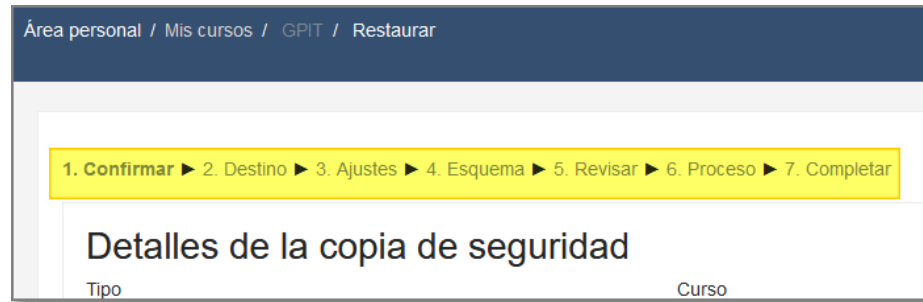 Área personal / Mis cursos / GPIT / Restaurar
1. Confirmar ► 2. Destino ► 3. Ajustes ► 4. Esquema ► 5. Revisar ► 6. Proceso ► 7. Completar
Detalles de la copia de seguridad
Tipo Curso